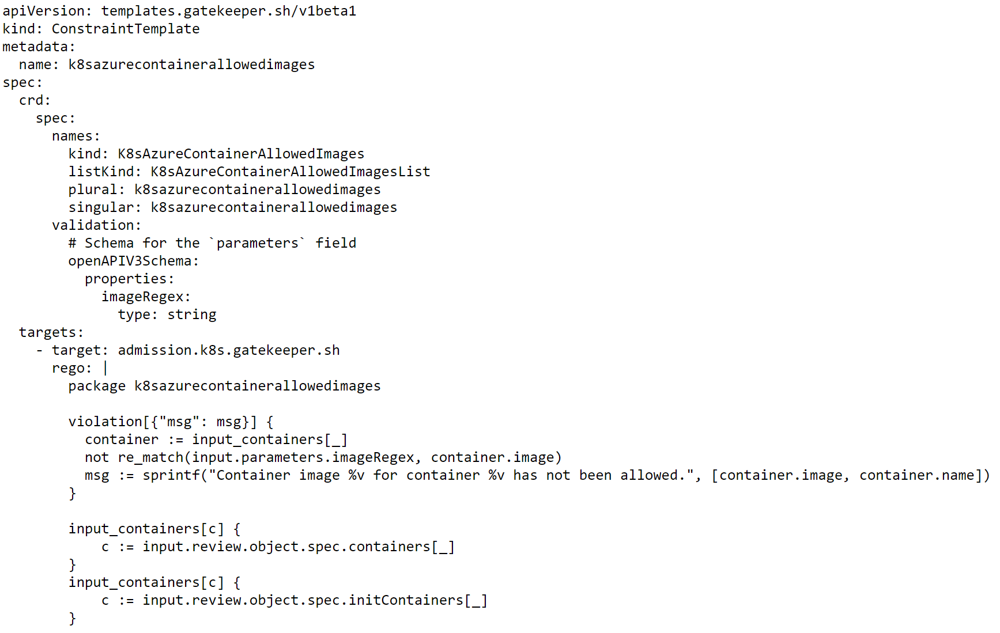 apiVersion: templates.gatekeeper.sh/v1beta1
kind: ConstraintTemplate
metadata:
  name: k8sazurecontainerallowedimages
spec:
  crd:
    spec:
      names:
        kind: K8sAzureContainerAllowedImages
        listKind: K8sAzureContainerAllowedImagesList
        plural: k8sazurecontainerallowedimages
        singular: k8sazurecontainerallowedimages
      validation:
        # Schema for the `parameters` field
        openAPIV3Schema:
          properties:
            imageRegex:
              type: string
  targets:
    - target: admission.k8s.gatekeeper.sh
      rego: |
        package k8sazurecontainerallowedimages

        violation[{"msg": msg}] {
          container := input_containers[_]
          not re_match(input.parameters.imageRegex, container.image)
          msg := sprintf("Container image %v for container %v has not been allowed.", [container.image, container.name])
        }

        input_containers[c] {
            c := input.review.object.spec.containers[_]
        }
        input_containers[c] {
            c := input.review.object.spec.initContainers[_]
        }